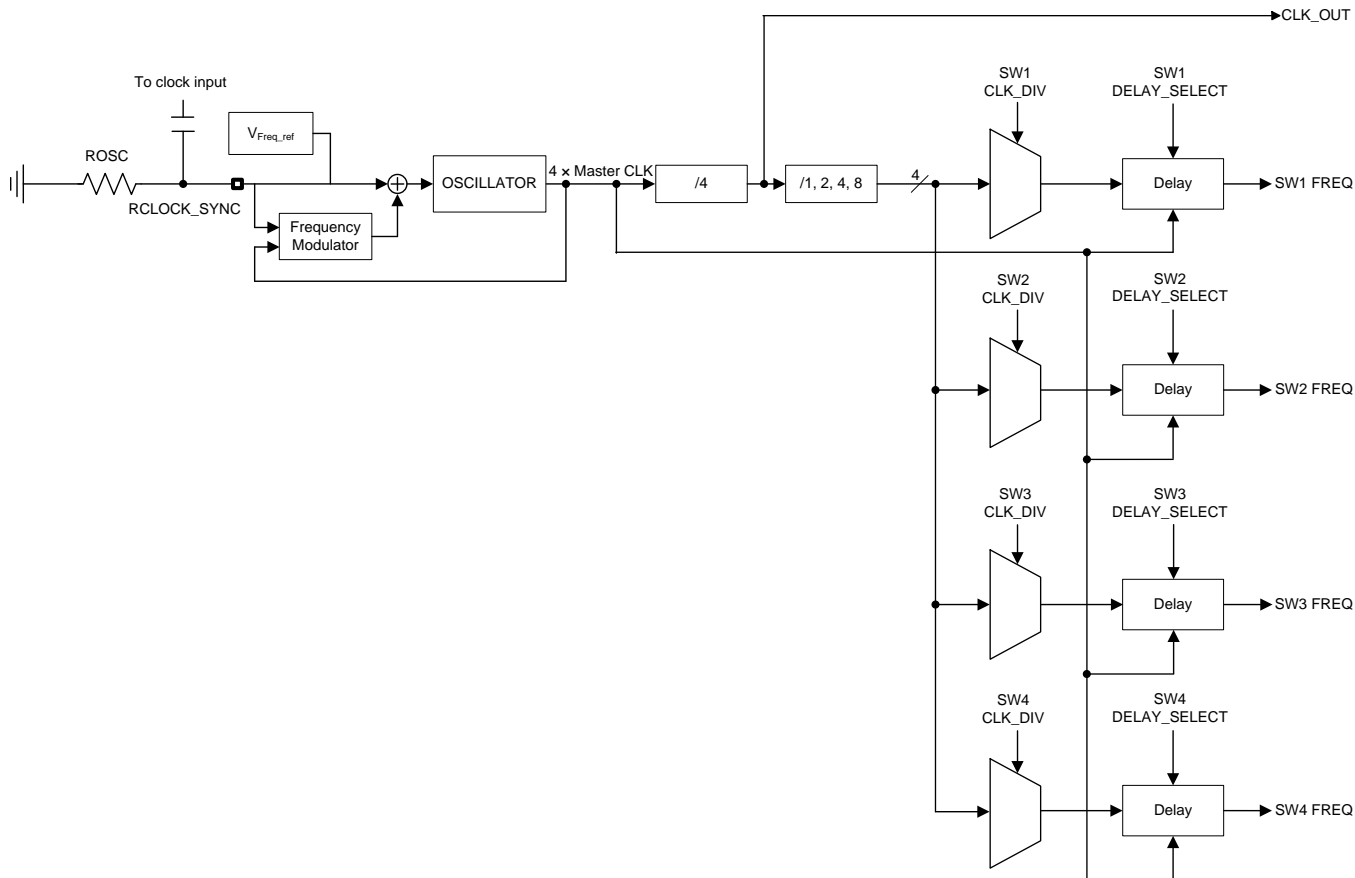 CLK_OUT
To clock input
SW1
CLK_DIV
SW1
DELAY_SELECT
VFreq_ref
ROSC
RCLOCK_SYNC
OSCILLATOR
4 × Master CLK
/4
/1, 2, 4, 8
4
Delay
SW1 FREQ
Frequency
Modulator
SW2
CLK_DIV
SW2
DELAY_SELECT
Delay
SW2 FREQ
SW3
CLK_DIV
SW3
DELAY_SELECT
Delay
SW3 FREQ
SW4
CLK_DIV
SW4
DELAY_SELECT
Delay
SW4 FREQ